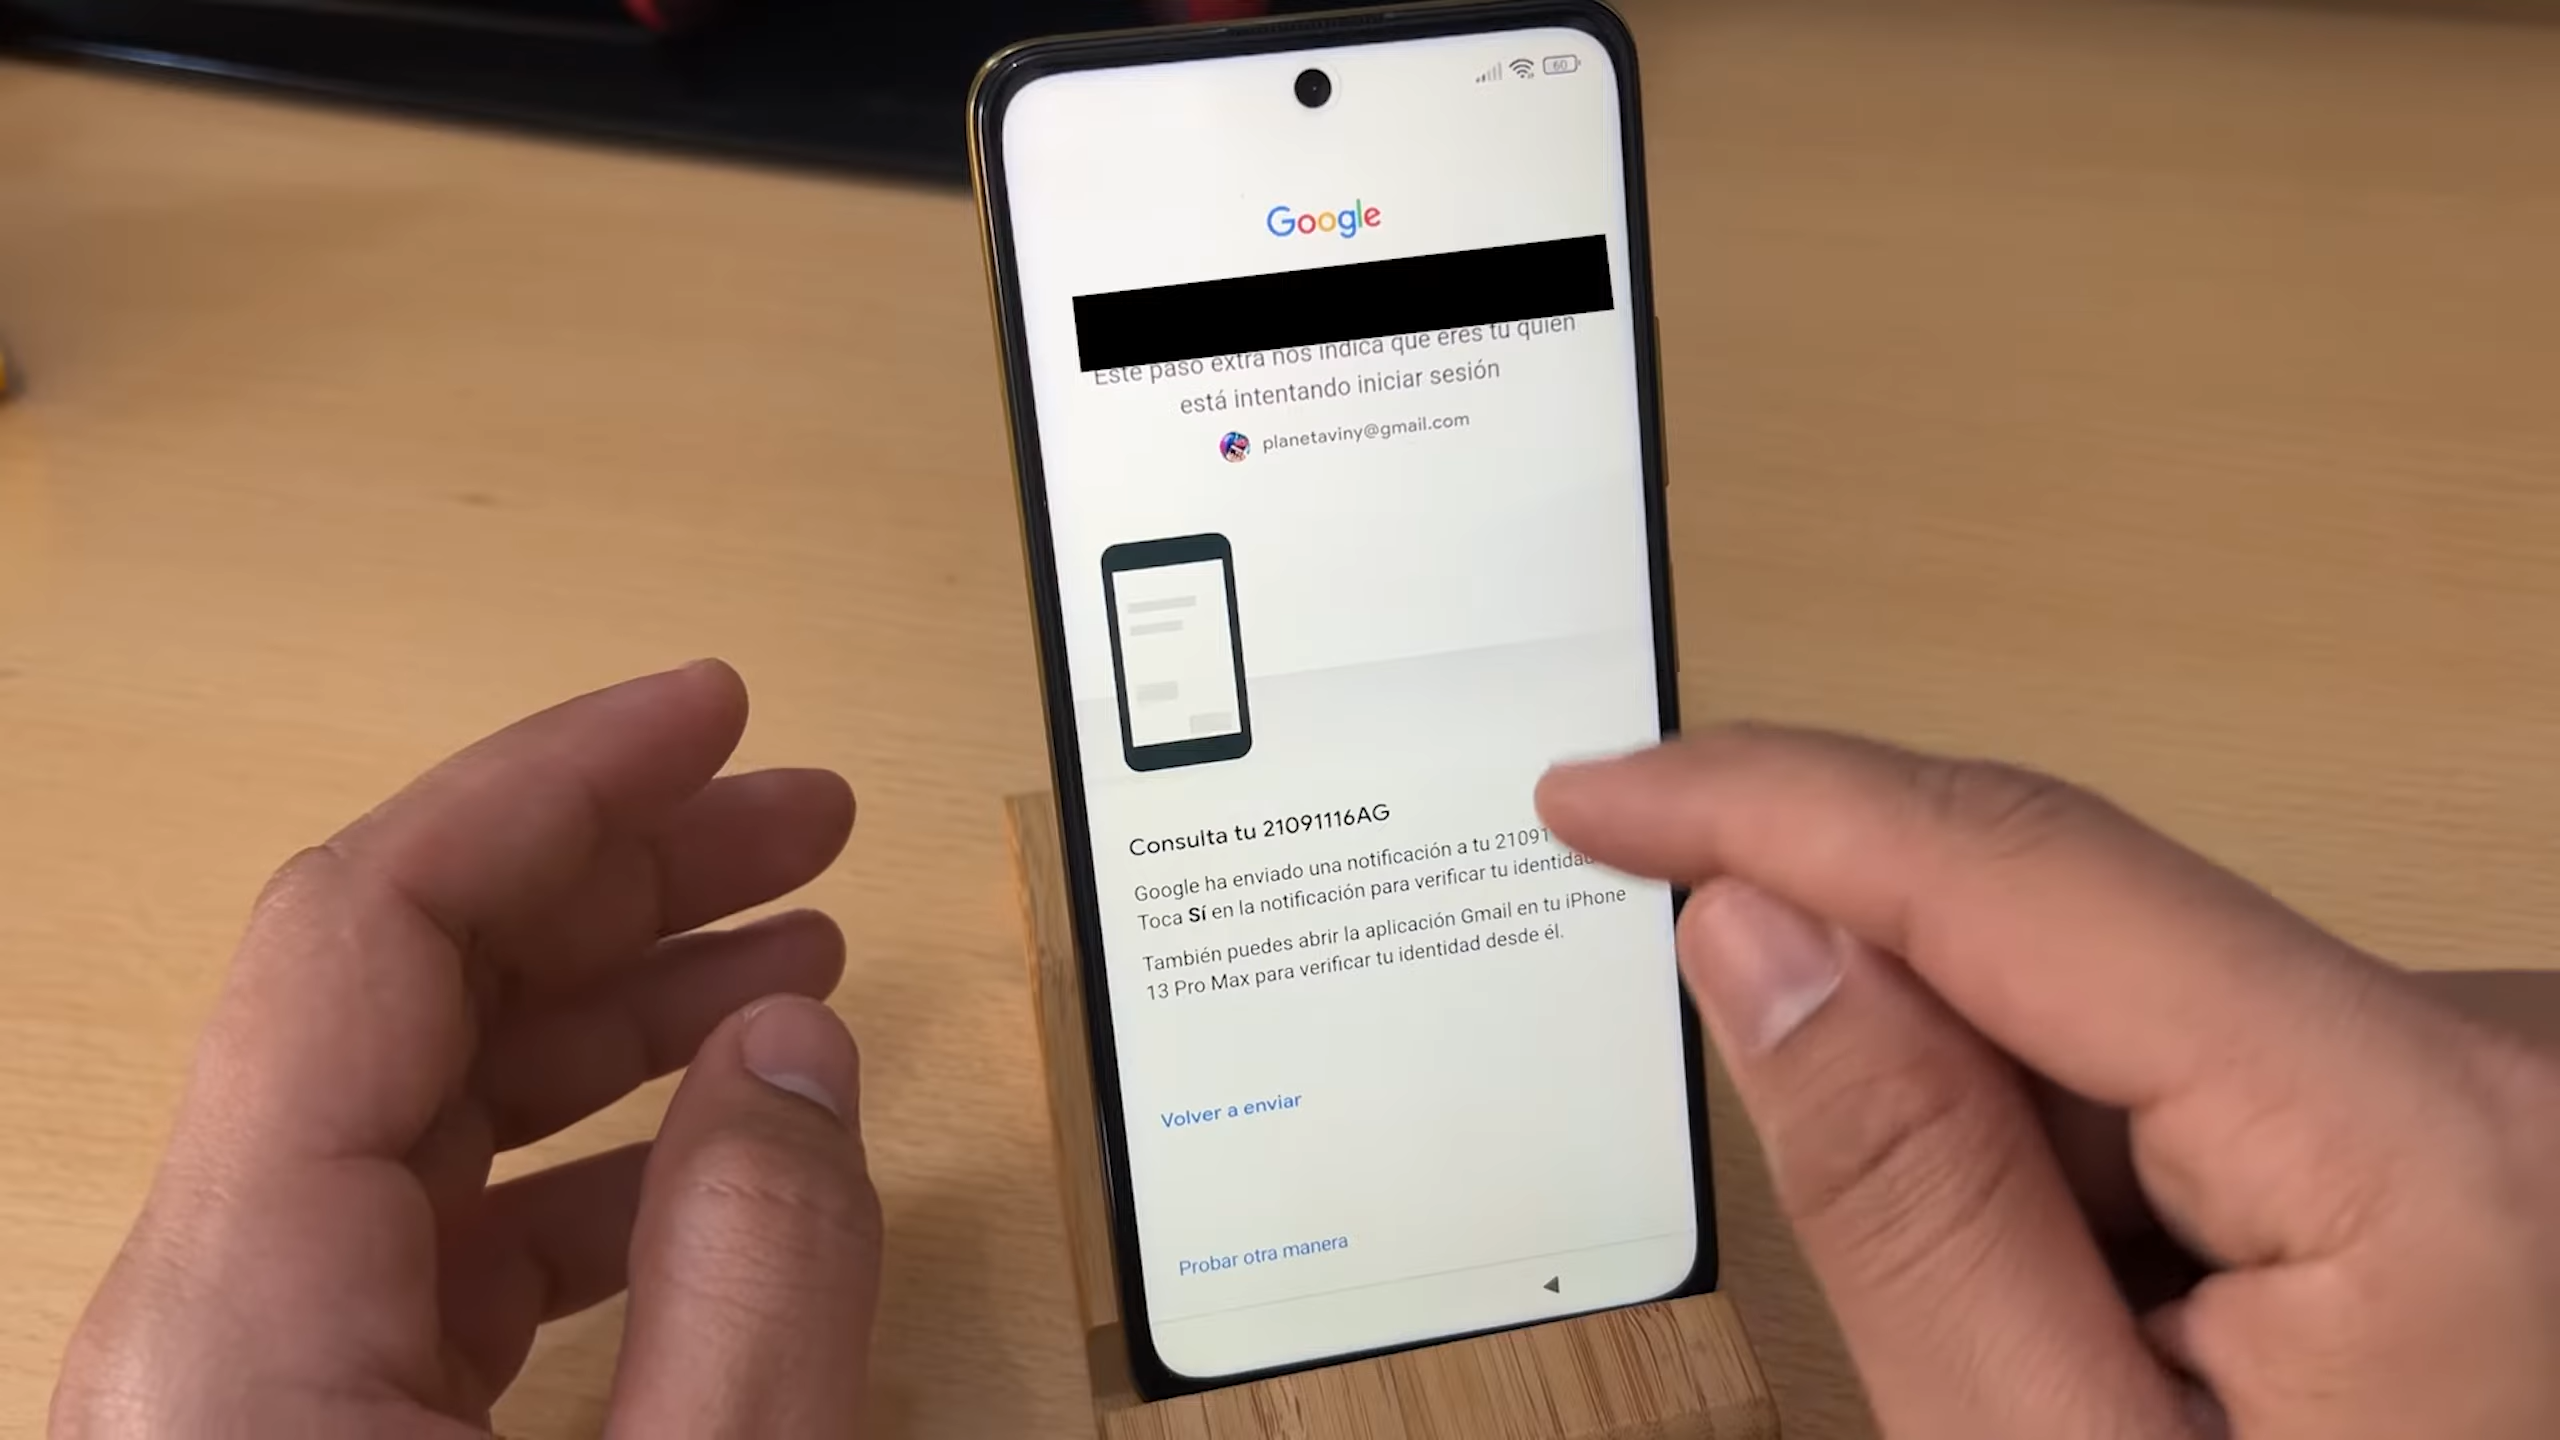 60
Google
Este paso extra nos indica que eres tú quien
está intentando iniciar sesión
planetaviny@gmail.com
Consulta tu 21091116AG
Google ha enviado una notificación a tu 21091
Toca Sí en la notificación para verificar tu identidad
También puedes abrir la aplicación Gmail en tu iPhone
13 Pro Max para verificar tu identidad desde él.
Volver a enviar
Probar otra manera